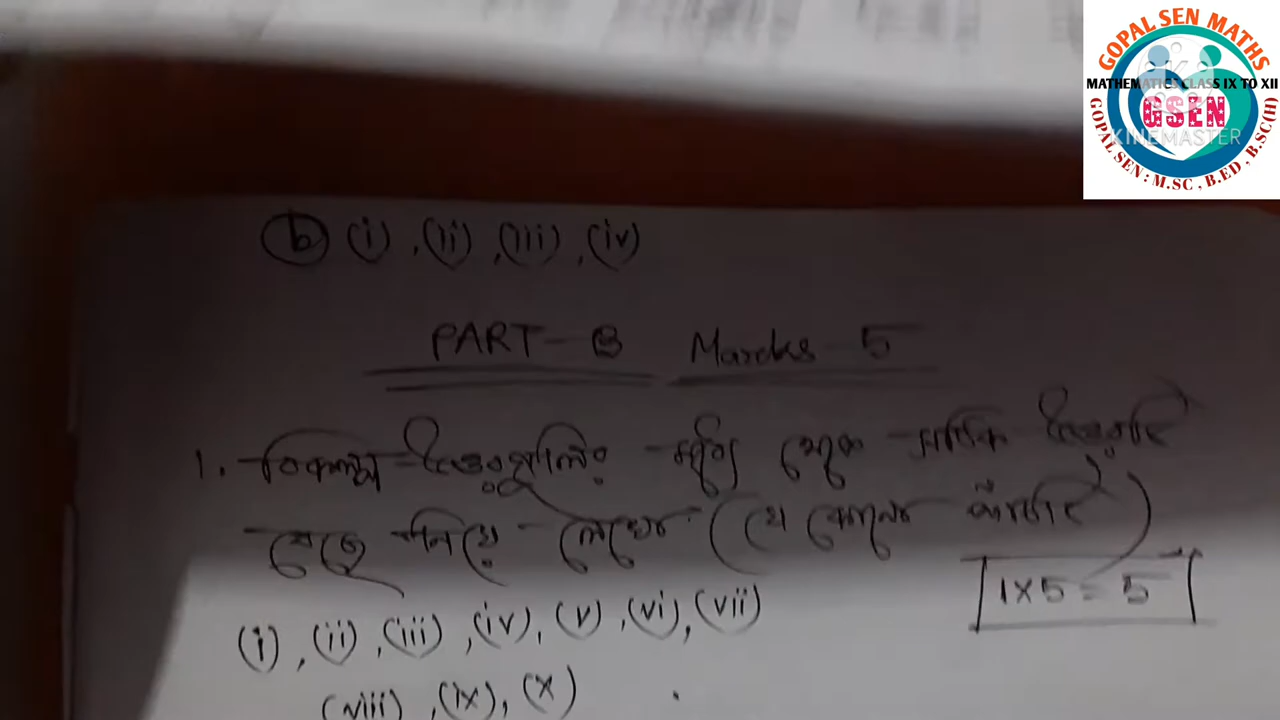 GOPAL SEN MATHS
MATHEMATICS CLASS IX TO XII
GSEN
KINEMASTER
GOPAL SEN : M.SC , B.ED , B.SC(H)
b (i) , (ii) , (iii) , (iv)
PART - B Marks 5
1. বিকল্প উত্তরগুলির মধ্যে থেকে সঠিক উত্তরটি
বেছে নিয়ে লেখো (যে কোনো পাঁচটি)
1×5 = 5
(i) , (ii) , (iii) , (iv) , (v) , (vi) , (vii)
(viii) , (ix) , (x)